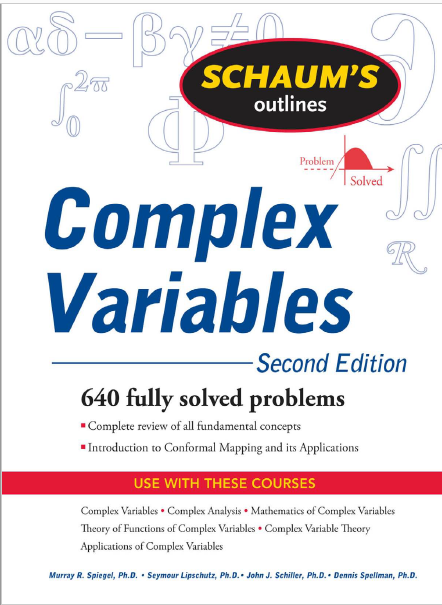 αδ – βγ ≠ 0
SCHAUM'S
outlines
∫₀²π
Φ
∂
Problem
Solved
∫∫
ℛ
Complex
Variables
Second Edition
640 fully solved problems
▪ Complete review of all fundamental concepts
▪ Introduction to Conformal Mapping and its Applications
USE WITH THESE COURSES
Complex Variables • Complex Analysis • Mathematics of Complex Variables
Theory of Functions of Complex Variables • Complex Variable Theory
Applications of Complex Variables
Murray R. Spiegel, Ph.D. • Seymour Lipschutz, Ph.D. • John J. Schiller, Ph.D. • Dennis Spellman, Ph.D.